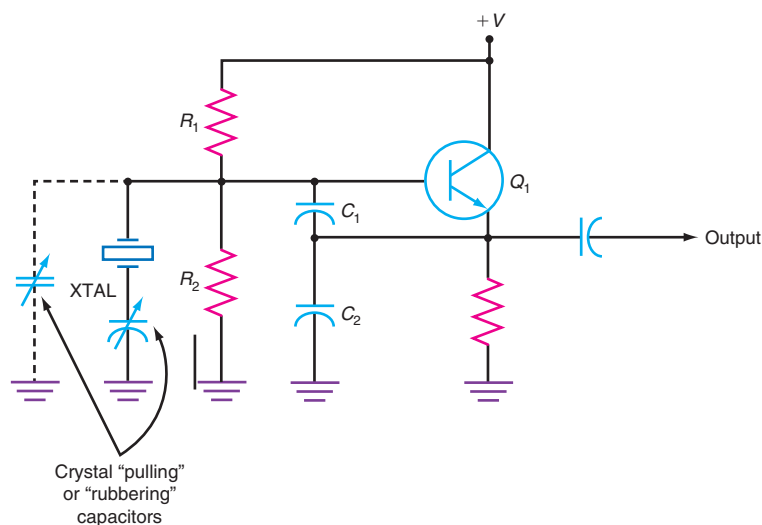 +V
R1
Q1
C1
Output
XTAL
R2
C2
Crystal “pulling”
or “rubbering”
capacitors